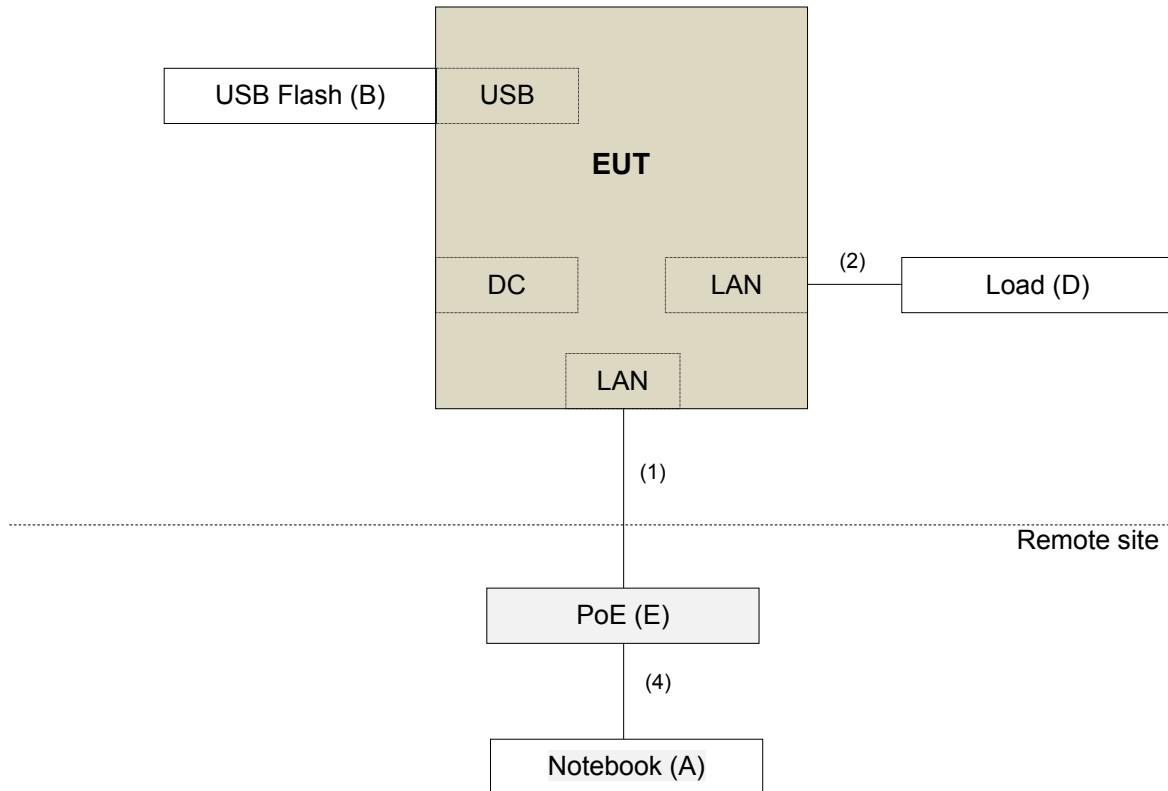 USB Flash (B)
USB
EUT
DC
LAN
(2)
Load (D)
LAN
(1)
Remote site
PoE (E)
(4)
Notebook (A)